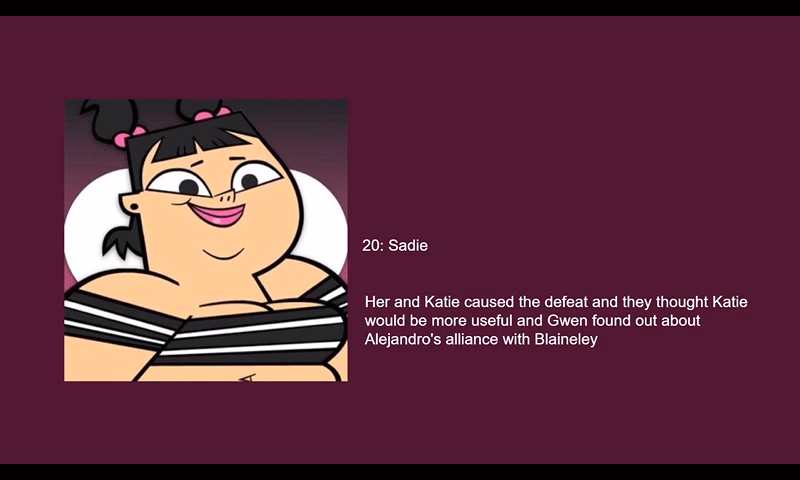 20: Sadie
Her and Katie caused the defeat and they thought Katie
would be more useful and Gwen found out about
Alejandro's alliance with Blaineley